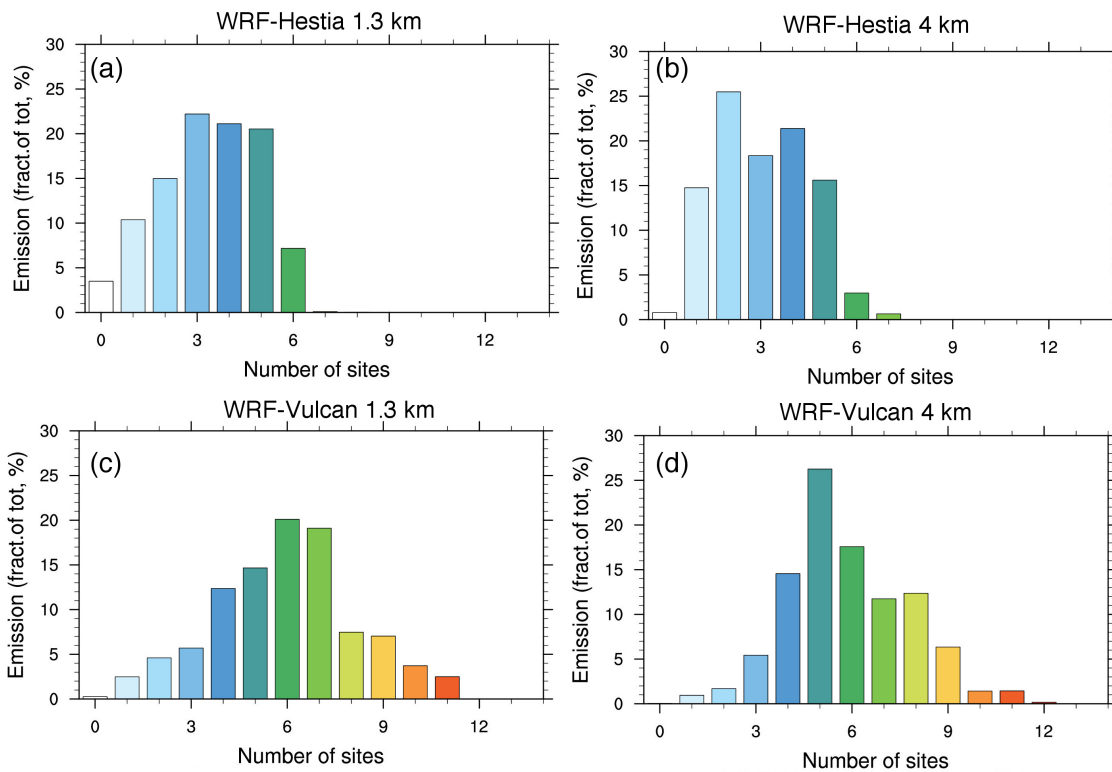 WRF-Hestia 1.3 km
(a)
Emission (fract.of tot, %)
30
25
20
15
10
5
0
0 3 6 9 12
Number of sites
WRF-Hestia 4 km
(b)
Emission (fract.of tot, %)
30
25
20
15
10
5
0
0 3 6 9 12
Number of sites
WRF-Vulcan 1.3 km
(c)
Emission (fract.of tot, %)
30
25
20
15
10
5
0
0 3 6 9 12
Number of sites
WRF-Vulcan 4 km
(d)
Emission (fract.of tot, %)
30
25
20
15
10
5
0
0 3 6 9 12
Number of sites